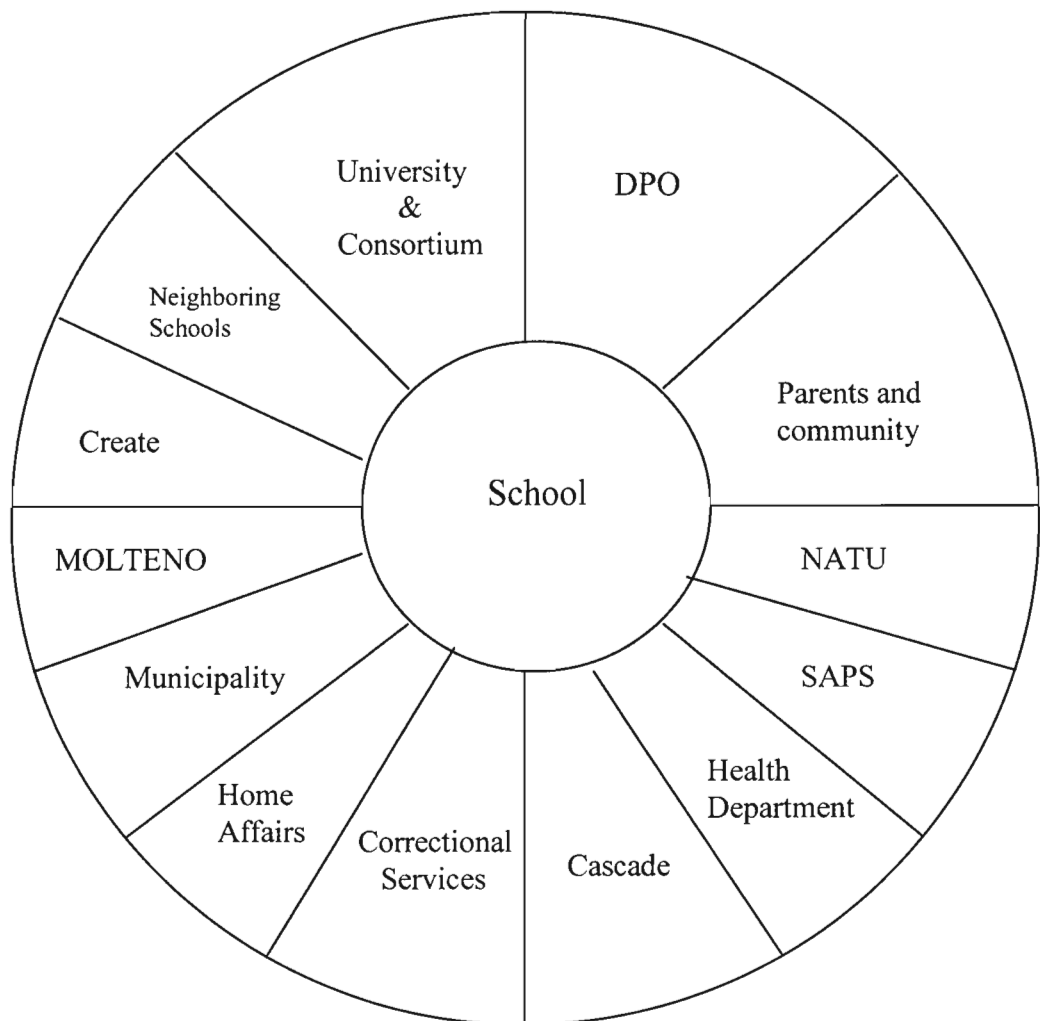 University
&
Consortium
DPO
Neighboring
Schools
Parents and
community
Create
School
MOLTENO
NATU
Municipality
SAPS
Home
Affairs
Health
Department
Correctional
Services
Cascade